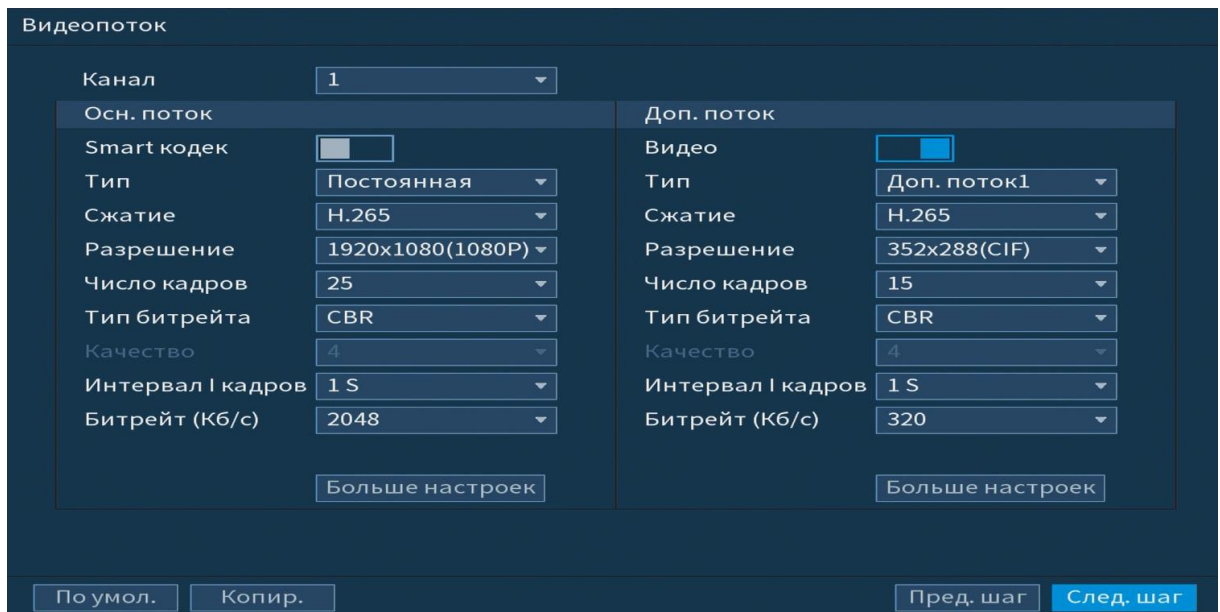 Видеопоток
Канал 1
Осн. поток Доп. поток
Smart кодек Видео
Тип Постоянная Тип Доп. поток1
Сжатие H.265 Сжатие H.265
Разрешение 1920x1080(1080P) Разрешение 352x288(CIF)
Число кадров 25 Число кадров 15
Тип битрейта CBR Тип битрейта CBR
Качество 4 Качество 4
Интервал I кадров 1 S Интервал I кадров 1 S
Битрейт (Кб/с) 2048 Битрейт (Кб/с) 320
Больше настроек Больше настроек
По умол. Копир. Пред. шаг След. шаг